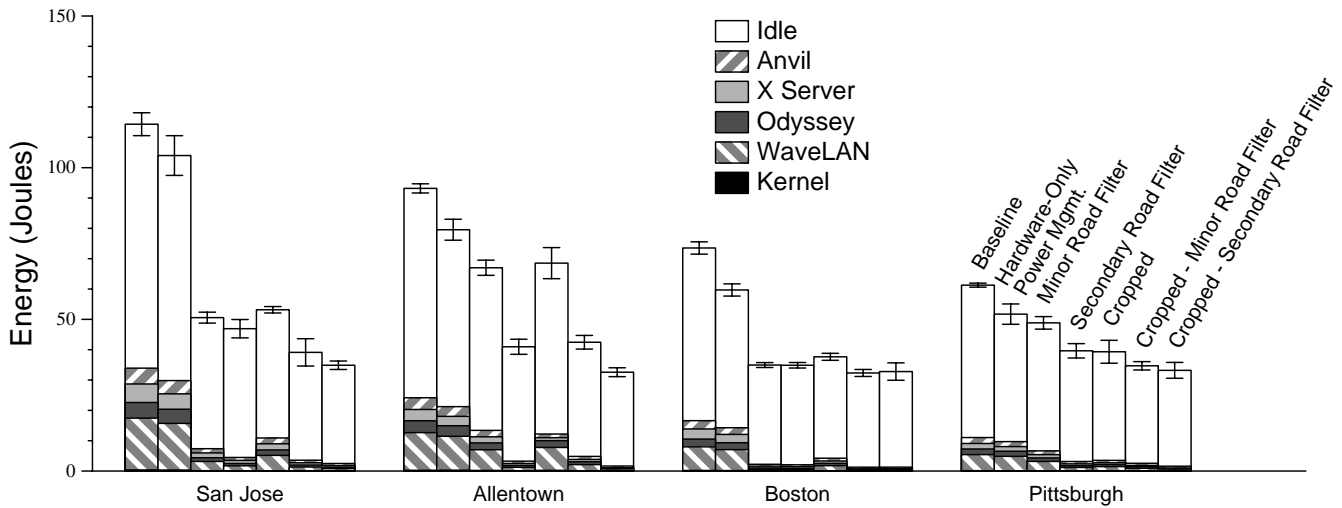 150
100
50
0
Energy (Joules)
Idle
Anvil
X Server
Odyssey
WaveLAN
Kernel
Baseline
Hardware-Only
Power Mgmt.
Minor Road Filter
Secondary Road Filter
Cropped
Cropped - Minor Road Filter
Cropped - Secondary Road Filter
San Jose
Allentown
Boston
Pittsburgh